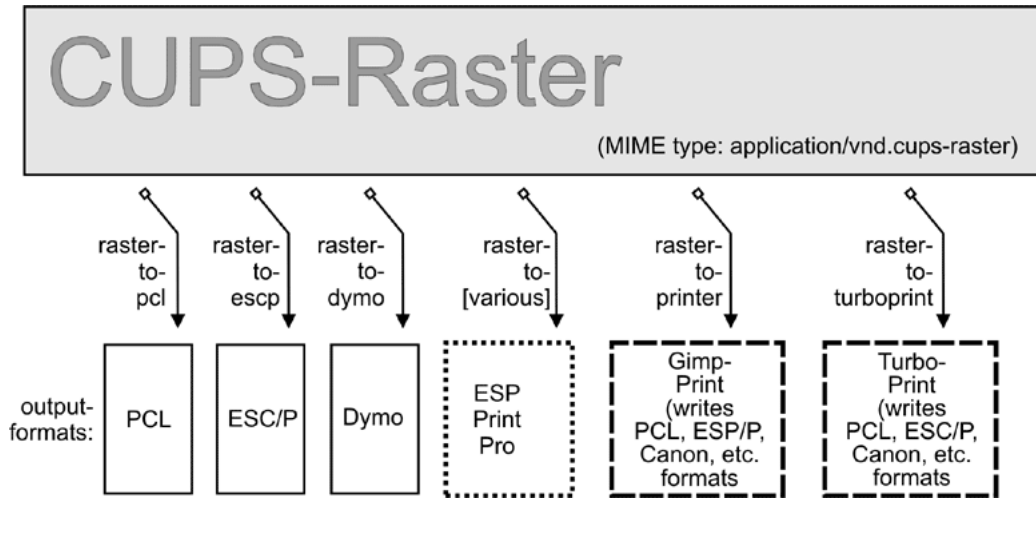 CUPS-Raster
(MIME type: application/vnd.cups-raster)
raster-
to-
pcl
raster-
to-
escp
raster-
to-
dymo
raster-
to-
[various]
raster-
to-
printer
raster-
to-
turboprint
output-
formats:
PCL
ESC/P
Dymo
ESP
Print
Pro
Gimp-
Print
(writes
PCL, ESP/P,
Canon, etc.
formats
Turbo-
Print
(writes
PCL, ESC/P,
Canon, etc.
formats